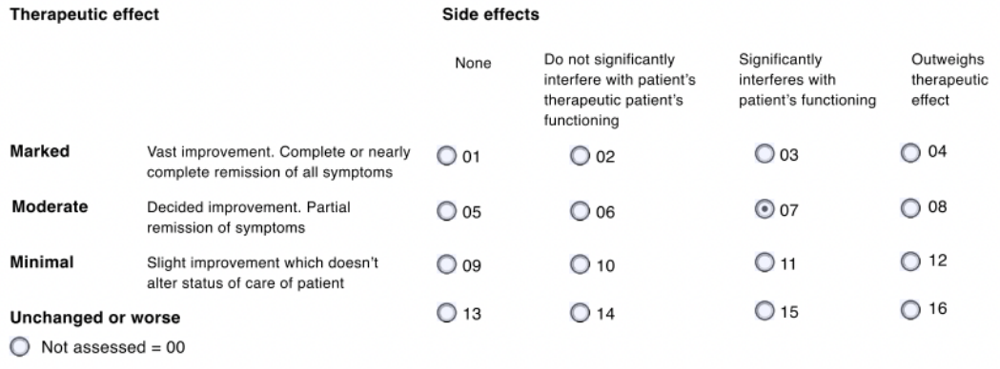 Therapeutic effect Side effects
None
Do not significantly
interfere with patient's
therapeutic patient's
functioning
Significantly
interferes with
patient's functioning
Outweighs
therapeutic
effect
Marked
Vast improvement. Complete or nearly
complete remission of all symptoms
01 02 03 04
Moderate
Decided improvement. Partial
remission of symptoms
05 06 07 08
Minimal
Slight improvement which doesn't
alter status of care of patient
09 10 11 12
Unchanged or worse
13 14 15 16
Not assessed = 00